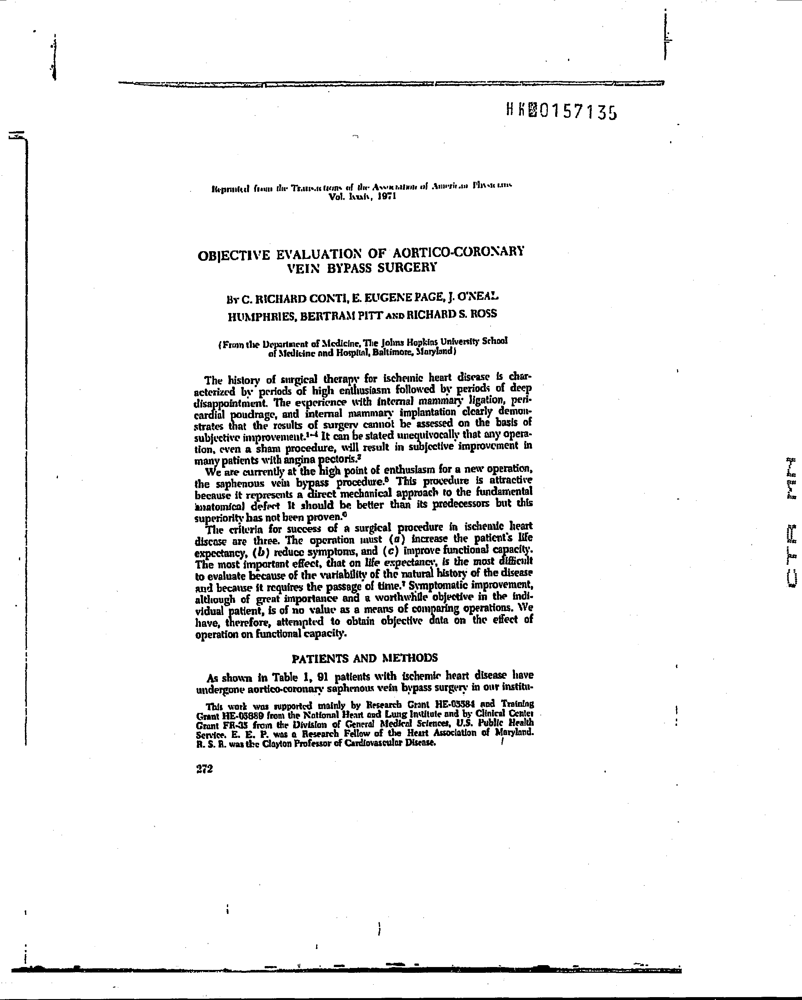 HK80157135
Reprinted from the Transactions of the Association of American Physicians
Vol. lxxxiv, 1971
OBJECTIVE EVALUATION OF AORTICO-CORONARY
VEIN BYPASS SURGERY
By C. RICHARD CONTI, E. EUGENE PAGE, J. O'NEAL
HUMPHRIES, BERTRAM PITT AND RICHARD S. ROSS
(From the Department of Medicine, The Johns Hopkins University School
of Medicine and Hospital, Baltimore, Maryland)
The history of surgical therapy for ischemic heart disease is char-
acterized by periods of high enthusiasm followed by periods of deep
disappointment. The experience with internal mammary ligation, peri-
cardial poudrage, and internal mammary implantation clearly demon-
strates that the results of surgery cannot be assessed on the basis of
subjective improvement.¹⁻⁴ It can be stated unequivocally that any opera-
tion, even a sham procedure, will result in subjective improvement in
many patients with angina pectoris.²
We are currently at the high point of enthusiasm for a new operation,
the saphenous vein bypass procedure.⁵ This procedure is attractive
because it represents a direct mechanical approach to the fundamental
anatomical defect It should be better than its predecessors but this
superiority has not been proven.⁶
The criteria for success of a surgical procedure in ischemic heart
disease are three. The operation must (a) increase the patient's life
expectancy, (b) reduce symptoms, and (c) improve functional capacity.
The most important effect, that on life expectancy, is the most difficult
to evaluate because of the variability of the natural history of the disease
and because it requires the passage of time.⁷ Symptomatic improvement,
although of great importance and a worthwhile objective in the indi-
vidual patient, is of no value as a means of comparing operations. We
have, therefore, attempted to obtain objective data on the effect of
operation on functional capacity.
PATIENTS AND METHODS
As shown in Table 1, 91 patients with ischemic heart disease have
undergone aortico-coronary saphenous vein bypass surgery in our institu-
This work was supported mainly by Research Grant HE-03584 and Training
Grant HE-05889 from the National Heart and Lung Institute and by Clinical Center
Grant FR-35 from the Division of General Medical Sciences, U.S. Public Health
Service. E. E. P. was a Research Fellow of the Heart Association of Maryland.
R. S. R. was the Clayton Professor of Cardiovascular Disease.
272